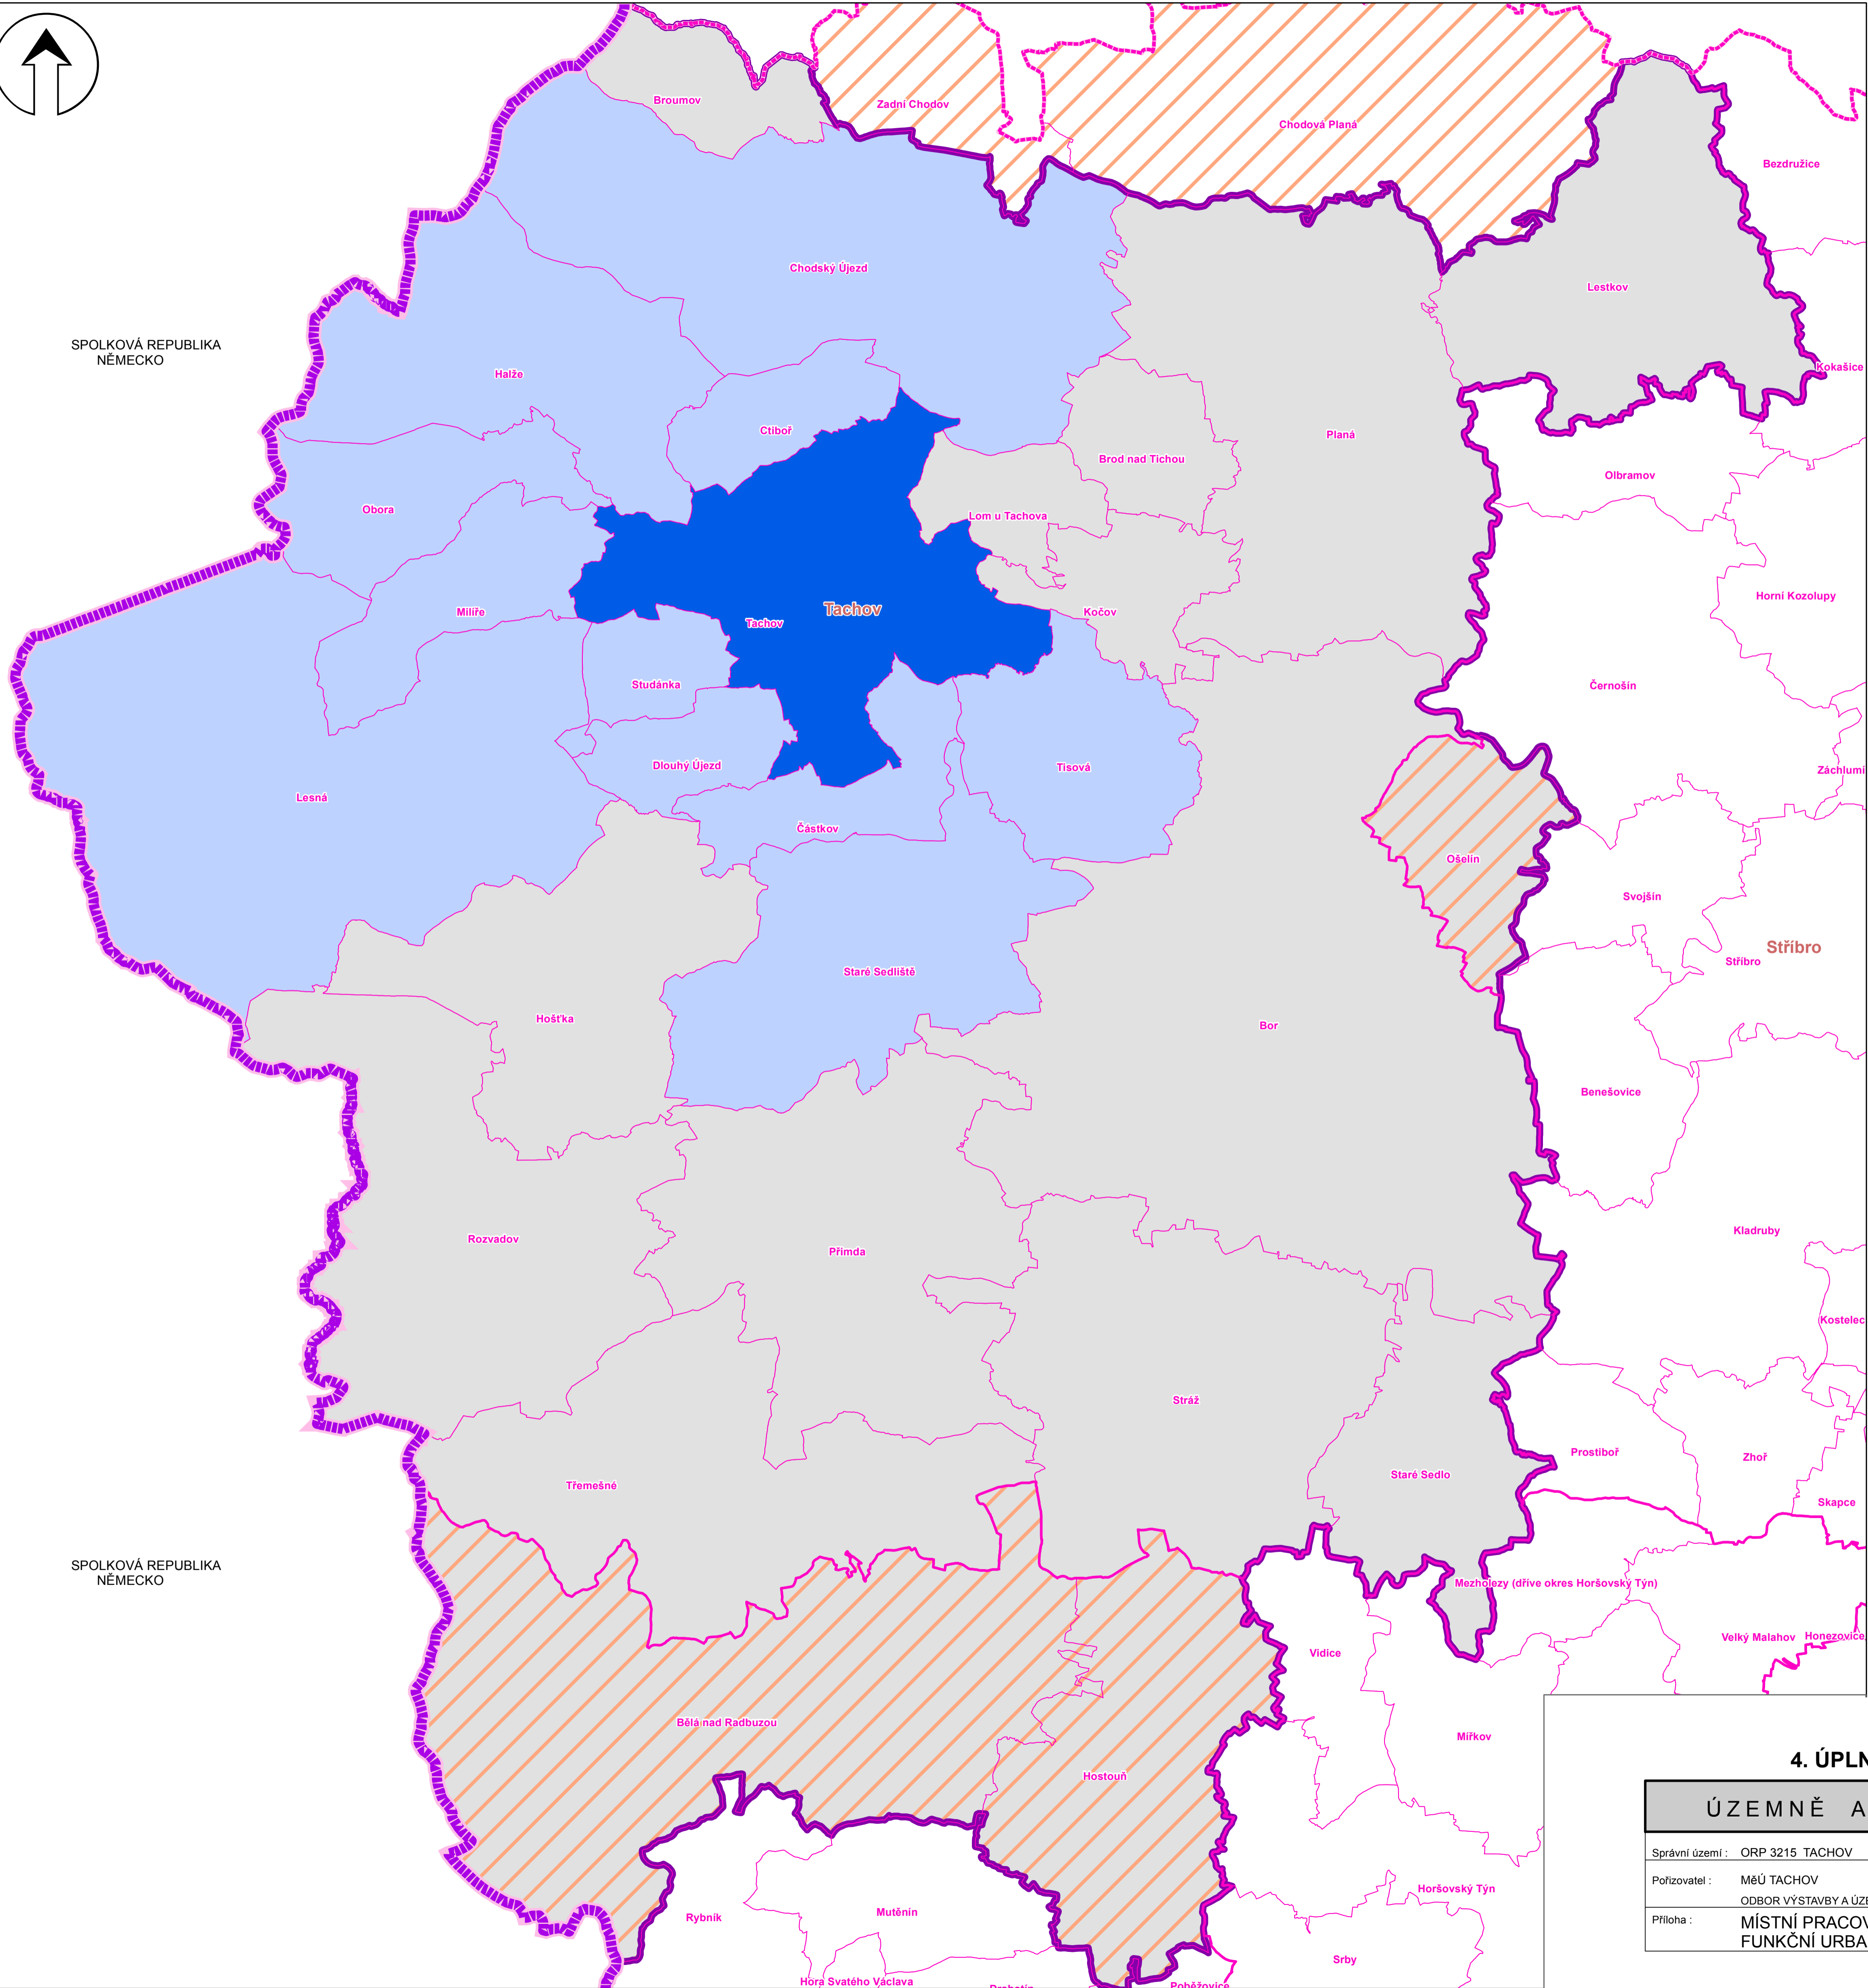 Broumov
Zadní Chodov
Chodová Planá
Bezdružice
Chodský Újezd
Lestkov
SPOLKOVÁ REPUBLIKA
NĚMECKO
Kokašice
Halže
Ctiboř
Planá
Brod nad Tichou
Olbramov
Obora
Lom u Tachova
Horní Kozolupy
Milíře
Tachov
Tachov
Kočov
Studánka
Černošín
Dlouhý Újezd
Tisová
Záchlumí
Lesná
Částkov
Ošelín
Svojšín
Stříbro
Stříbro
Staré Sedliště
Hošťka
Bor
Benešovice
Rozvadov
Přimda
Kladruby
Kostelec
Stráž
Prostiboř
Zhoř
Staré Sedlo
Třemešné
Skapce
SPOLKOVÁ REPUBLIKA
NĚMECKO
Mezholezy (dříve okres Horšovský Týn)
Velký Malahov
Honezovice
Vidice
Bělá nad Radbuzou
Mířkov
Hostouň
4. ÚPLN
ÚZEMNĚ A
Správní území : ORP 3215 TACHOV
Pořizovatel : MěÚ TACHOV
ODBOR VÝSTAVBY A ÚZE
Příloha : MÍSTNÍ PRACOV
FUNKČNÍ URBA
Horšovský Týn
Mutěnín
Rybník
Srby
Hora Svatého Václava
Drahotín
Poběžovice